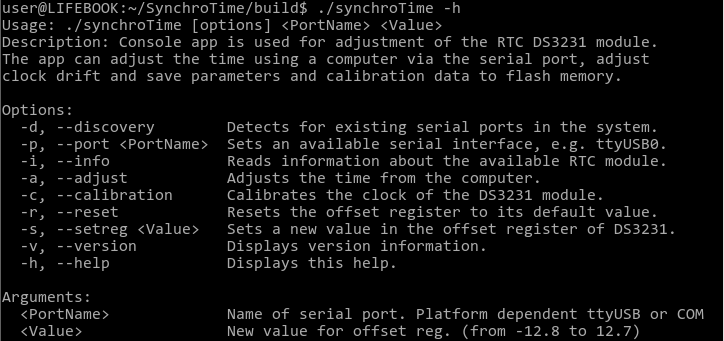 user@LIFEBOOK:~/SynchroTime/build$ ./synchroTime -h
Usage: ./synchroTime [options] <PortName> <Value>
Description: Console app is used for adjustment of the RTC DS3231 module.
The app can adjust the time using a computer via the serial port, adjust
clock drift and save parameters and calibration data to flash memory.

Options:
  -d, --discovery        Detects for existing serial ports in the system.
  -p, --port <PortName>  Sets an available serial interface, e.g. ttyUSB0.
  -i, --info             Reads information about the available RTC module.
  -a, --adjust           Adjusts the time from the computer.
  -c, --calibration      Calibrates the clock of the DS3231 module.
  -r, --reset            Resets the offset register to its default value.
  -s, --setreg <Value>   Sets a new value in the offset register of DS3231.
  -v, --version          Displays version information.
  -h, --help             Displays this help.

Arguments:
  <PortName>             Name of serial port. Platform dependent ttyUSB or COM
  <Value>                New value for offset reg. (from -12.8 to 12.7)